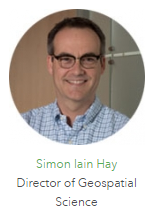 Simon Iain Hay
Director of Geospatial
Science